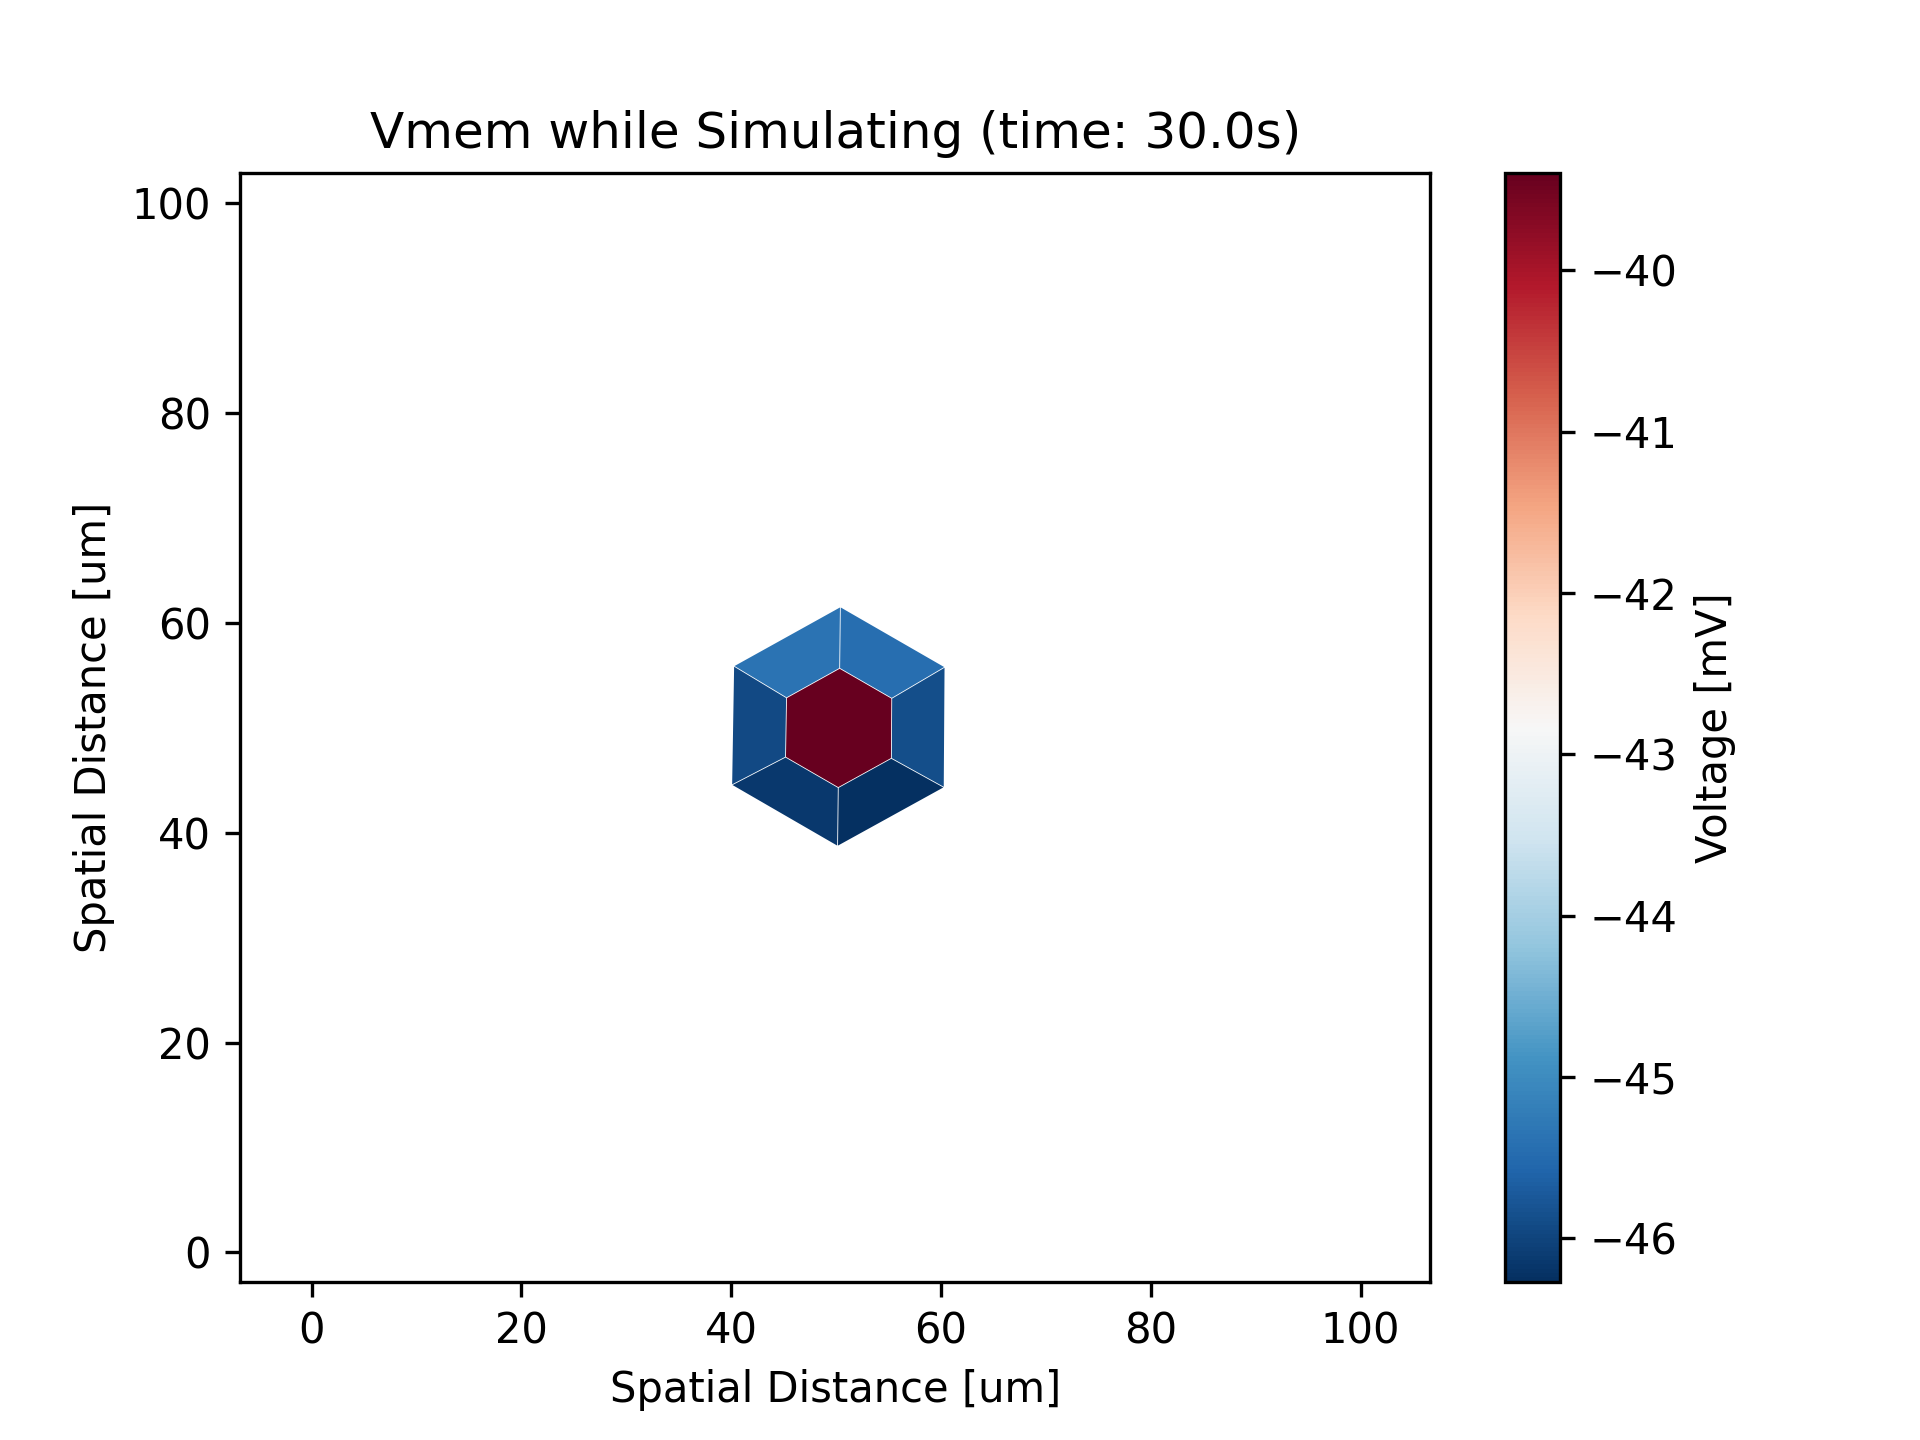 Vmem while Simulating (time: 30.0s)
100
80
60
40
20
0
Spatial Distance [um]
0 20 40 60 80 100
Spatial Distance [um]
−40
−41
−42
−43
−44
−45
−46
Voltage [mV]